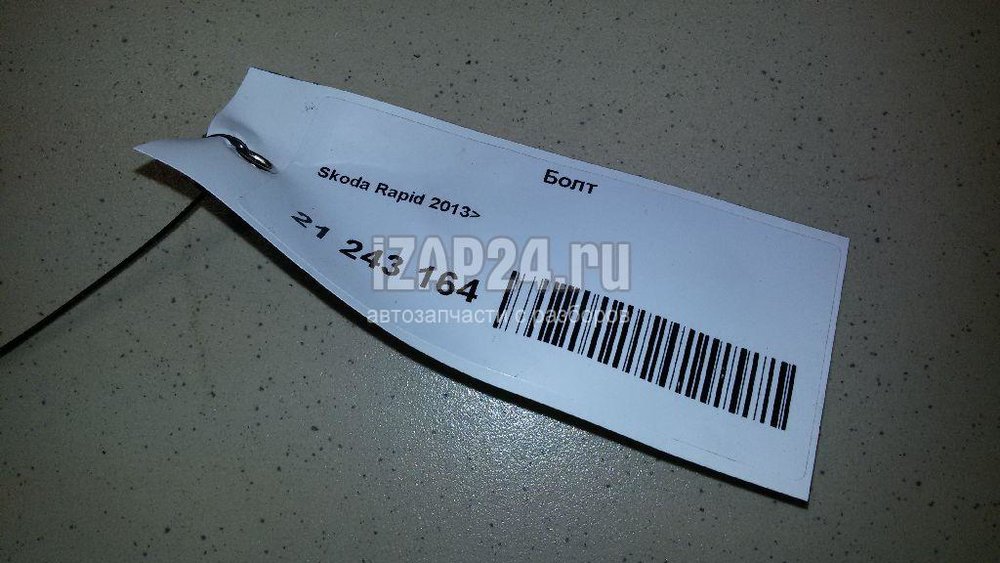 Болт
Skoda Rapid 2013>
21 243 164
iZAP24.ru
автозапчасти с разборов